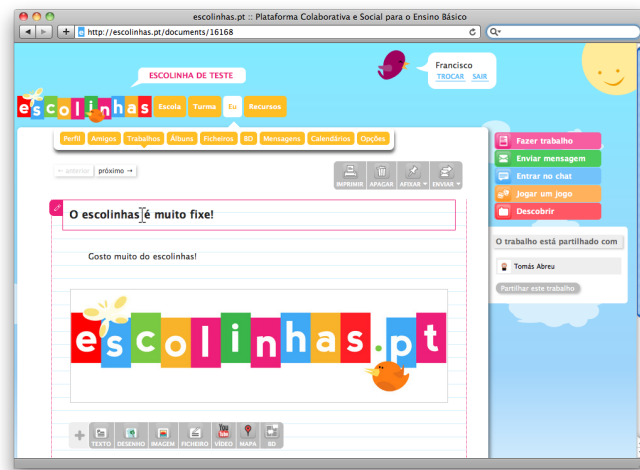 escolinhas.pt :: Plataforma Colaborativa e Social para o Ensino Básico
http://escolinhas.pt/documents/16168
Francisco
TROCAR SAIR
ESCOLINHA DE TESTE
escolinhas
Escola Turma Eu Recursos
Perfil Amigos Trabalhos Álbuns Ficheiros BD Mensagens Calendários Opções
← anterior próximo →
IMPRIMIR APAGAR AFIXAR ENVIAR
O escolinhas é muito fixe!
Gosto muito do escolinhas!
escolinhas.pt
You Tube
TEXTO DESENHO IMAGEM FICHEIRO VÍDEO MAPA BD
Fazer trabalho
Enviar mensagem
Entrar no chat
Jogar um jogo
Descobrir
O trabalho está partilhado com
Tomás Abreu
Partilhar este trabalho